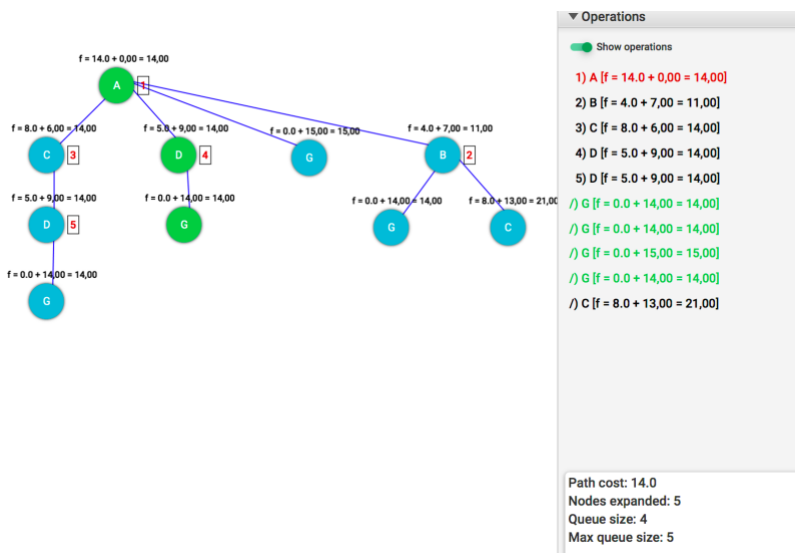 Operations
Show operations
f = 14.0 + 0,00 = 14,00
A 1
f = 8.0 + 6,00 = 14,00 f = 5.0 + 9,00 = 14,00 f = 0.0 + 15,00 = 15,00 f = 4.0 + 7,00 = 11,00
C 3 D 4 G B 2
f = 5.0 + 9,00 = 14,00 f = 0.0 + 14,00 = 14,00 f = 0.0 + 14,00 = 14,00 f = 8.0 + 13,00 = 21,00
D 5 G G C
f = 0.0 + 14,00 = 14,00
G
1) A [f = 14.0 + 0,00 = 14,00]
2) B [f = 4.0 + 7,00 = 11,00]
3) C [f = 8.0 + 6,00 = 14,00]
4) D [f = 5.0 + 9,00 = 14,00]
5) D [f = 5.0 + 9,00 = 14,00]
/) G [f = 0.0 + 14,00 = 14,00]
/) G [f = 0.0 + 14,00 = 14,00]
/) G [f = 0.0 + 15,00 = 15,00]
/) G [f = 0.0 + 14,00 = 14,00]
/) C [f = 8.0 + 13,00 = 21,00]
Path cost: 14.0
Nodes expanded: 5
Queue size: 4
Max queue size: 5